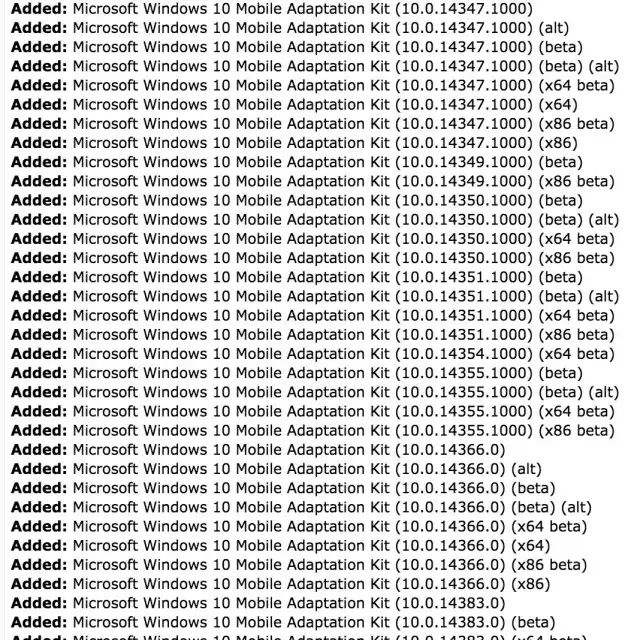 Added: Microsoft Windows 10 Mobile Adaptation Kit (10.0.14347.1000)
Added: Microsoft Windows 10 Mobile Adaptation Kit (10.0.14347.1000) (alt)
Added: Microsoft Windows 10 Mobile Adaptation Kit (10.0.14347.1000) (beta)
Added: Microsoft Windows 10 Mobile Adaptation Kit (10.0.14347.1000) (beta) (alt)
Added: Microsoft Windows 10 Mobile Adaptation Kit (10.0.14347.1000) (x64 beta)
Added: Microsoft Windows 10 Mobile Adaptation Kit (10.0.14347.1000) (x64)
Added: Microsoft Windows 10 Mobile Adaptation Kit (10.0.14347.1000) (x86 beta)
Added: Microsoft Windows 10 Mobile Adaptation Kit (10.0.14347.1000) (x86)
Added: Microsoft Windows 10 Mobile Adaptation Kit (10.0.14349.1000) (beta)
Added: Microsoft Windows 10 Mobile Adaptation Kit (10.0.14349.1000) (x86 beta)
Added: Microsoft Windows 10 Mobile Adaptation Kit (10.0.14350.1000) (beta)
Added: Microsoft Windows 10 Mobile Adaptation Kit (10.0.14350.1000) (beta) (alt)
Added: Microsoft Windows 10 Mobile Adaptation Kit (10.0.14350.1000) (x64 beta)
Added: Microsoft Windows 10 Mobile Adaptation Kit (10.0.14350.1000) (x86 beta)
Added: Microsoft Windows 10 Mobile Adaptation Kit (10.0.14351.1000) (beta)
Added: Microsoft Windows 10 Mobile Adaptation Kit (10.0.14351.1000) (beta) (alt)
Added: Microsoft Windows 10 Mobile Adaptation Kit (10.0.14351.1000) (x64 beta)
Added: Microsoft Windows 10 Mobile Adaptation Kit (10.0.14351.1000) (x86 beta)
Added: Microsoft Windows 10 Mobile Adaptation Kit (10.0.14354.1000) (x64 beta)
Added: Microsoft Windows 10 Mobile Adaptation Kit (10.0.14355.1000) (beta)
Added: Microsoft Windows 10 Mobile Adaptation Kit (10.0.14355.1000) (beta) (alt)
Added: Microsoft Windows 10 Mobile Adaptation Kit (10.0.14355.1000) (x64 beta)
Added: Microsoft Windows 10 Mobile Adaptation Kit (10.0.14355.1000) (x86 beta)
Added: Microsoft Windows 10 Mobile Adaptation Kit (10.0.14366.0)
Added: Microsoft Windows 10 Mobile Adaptation Kit (10.0.14366.0) (alt)
Added: Microsoft Windows 10 Mobile Adaptation Kit (10.0.14366.0) (beta)
Added: Microsoft Windows 10 Mobile Adaptation Kit (10.0.14366.0) (beta) (alt)
Added: Microsoft Windows 10 Mobile Adaptation Kit (10.0.14366.0) (x64 beta)
Added: Microsoft Windows 10 Mobile Adaptation Kit (10.0.14366.0) (x64)
Added: Microsoft Windows 10 Mobile Adaptation Kit (10.0.14366.0) (x86 beta)
Added: Microsoft Windows 10 Mobile Adaptation Kit (10.0.14366.0) (x86)
Added: Microsoft Windows 10 Mobile Adaptation Kit (10.0.14383.0)
Added: Microsoft Windows 10 Mobile Adaptation Kit (10.0.14383.0) (beta)
Added: Microsoft Windows 10 Mobile Adaptation Kit (10.0.14383.0) (x64 beta)